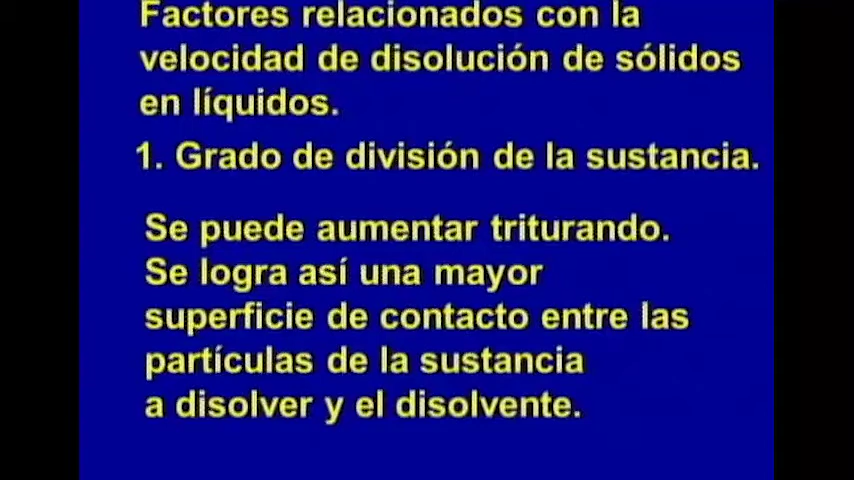 Factores relacionados con la
velocidad de disolución de sólidos
en líquidos.
1. Grado de división de la sustancia.
Se puede aumentar triturando.
Se logra así una mayor
superficie de contacto entre las
partículas de la sustancia
a disolver y el disolvente.